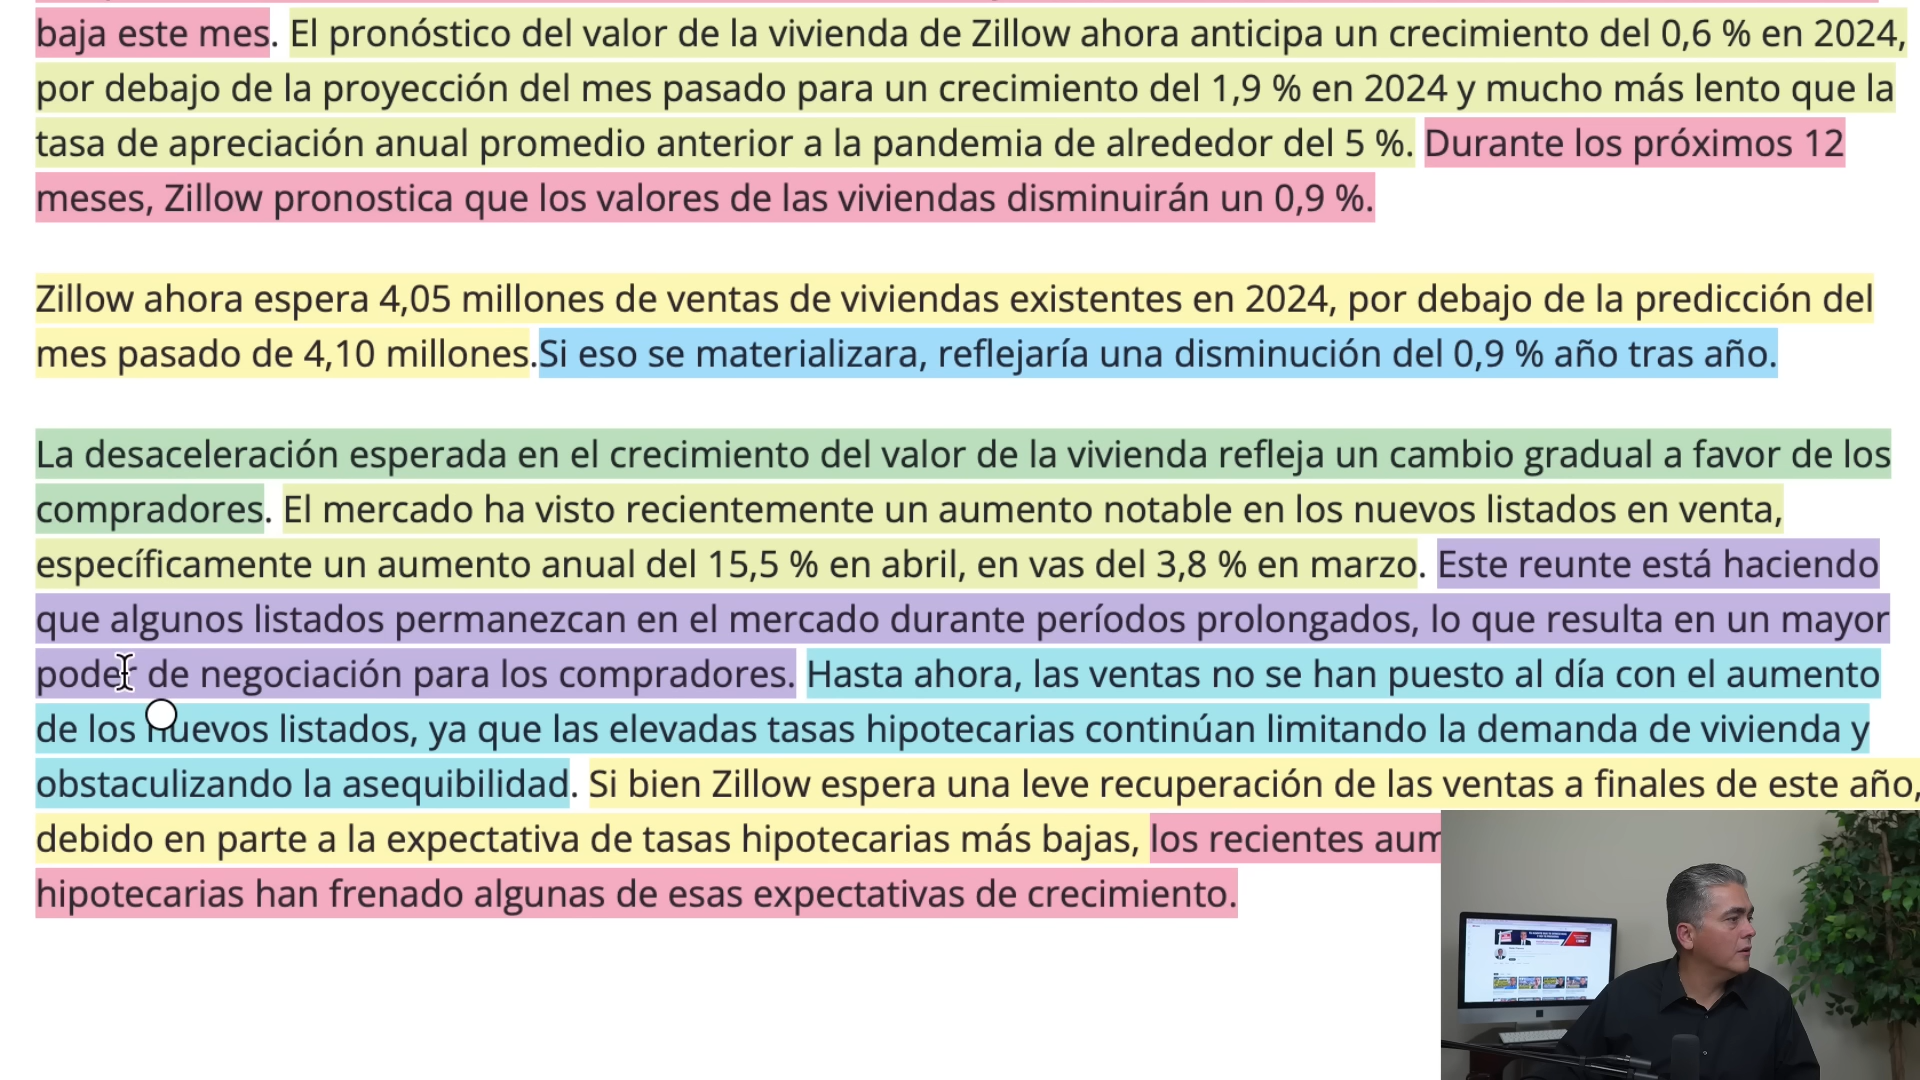 baja este mes. El pronóstico del valor de la vivienda de Zillow ahora anticipa un crecimiento del 0,6 % en 2024,
por debajo de la proyección del mes pasado para un crecimiento del 1,9 % en 2024 y mucho más lento que la
tasa de apreciación anual promedio anterior a la pandemia de alrededor del 5 %. Durante los próximos 12
meses, Zillow pronostica que los valores de las viviendas disminuirán un 0,9 %.
Zillow ahora espera 4,05 millones de ventas de viviendas existentes en 2024, por debajo de la predicción del
mes pasado de 4,10 millones.Si eso se materializara, reflejaría una disminución del 0,9 % año tras año.
La desaceleración esperada en el crecimiento del valor de la vivienda refleja un cambio gradual a favor de los
compradores. El mercado ha visto recientemente un aumento notable en los nuevos listados en venta,
específicamente un aumento anual del 15,5 % en abril, en vas del 3,8 % en marzo. Este reunte está haciendo
que algunos listados permanezcan en el mercado durante períodos prolongados, lo que resulta en un mayor
poder de negociación para los compradores. Hasta ahora, las ventas no se han puesto al día con el aumento
de los nuevos listados, ya que las elevadas tasas hipotecarias continúan limitando la demanda de vivienda y
obstaculizando la asequibilidad. Si bien Zillow espera una leve recuperación de las ventas a finales de este año,
debido en parte a la expectativa de tasas hipotecarias más bajas, los recientes
hipotecarias han frenado algunas de esas expectativas de crecimiento.